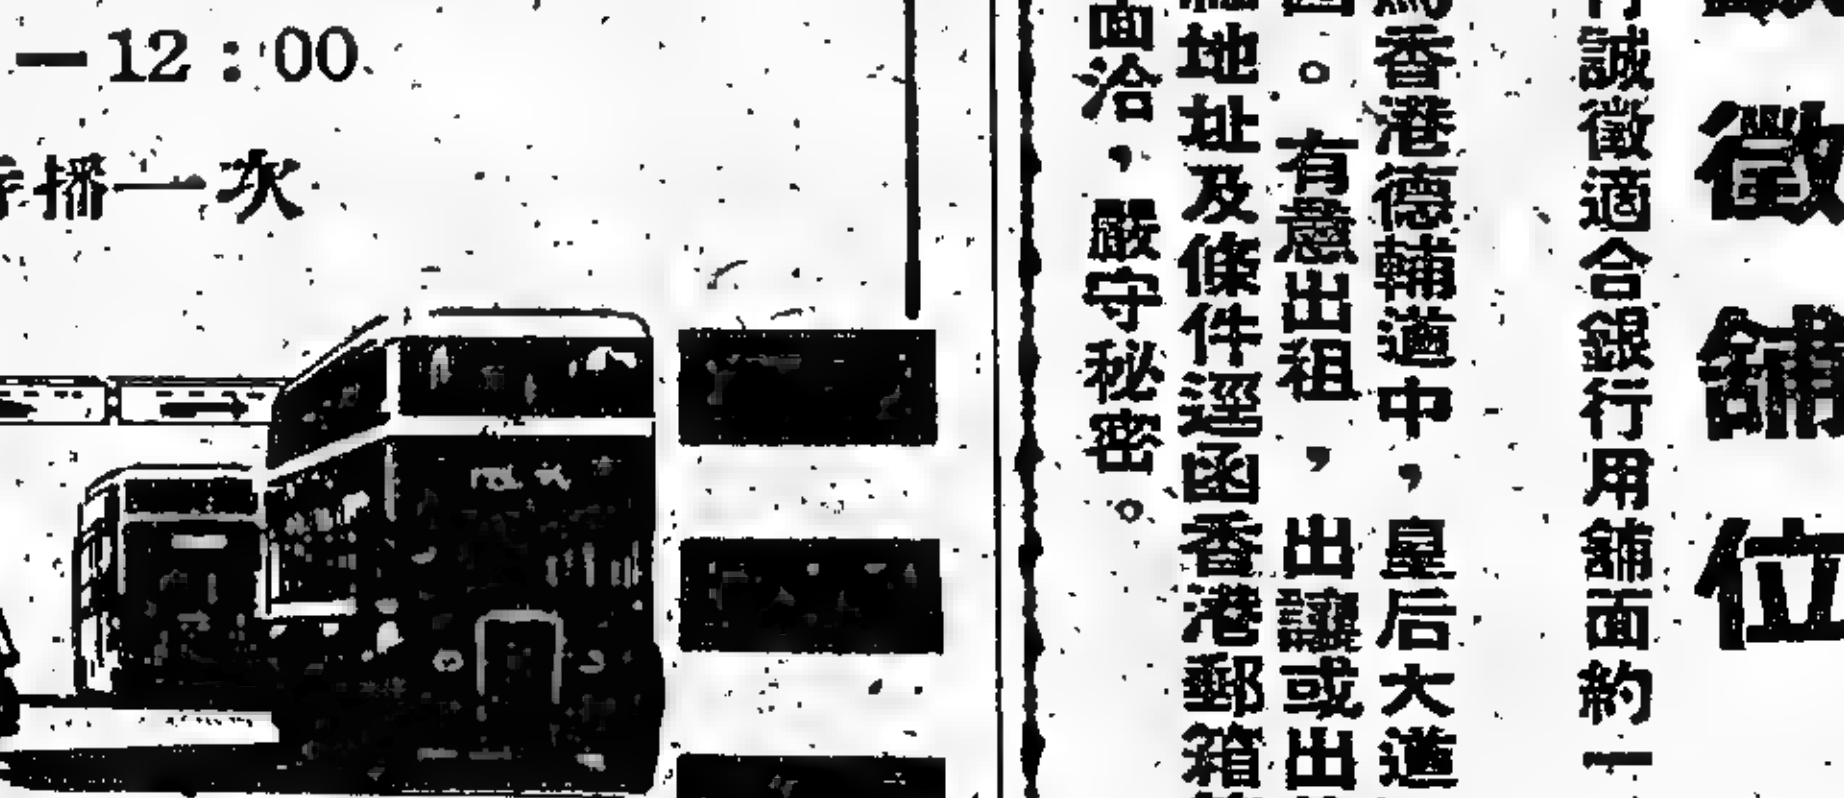 徵舖位
誠徵適合銀行用舖面約一
香港德輔道中，皇后大道
。有意出租，出讓或出
地址及條件逕函香港郵箱
面洽，嚴守秘密。
—12：00
播一次